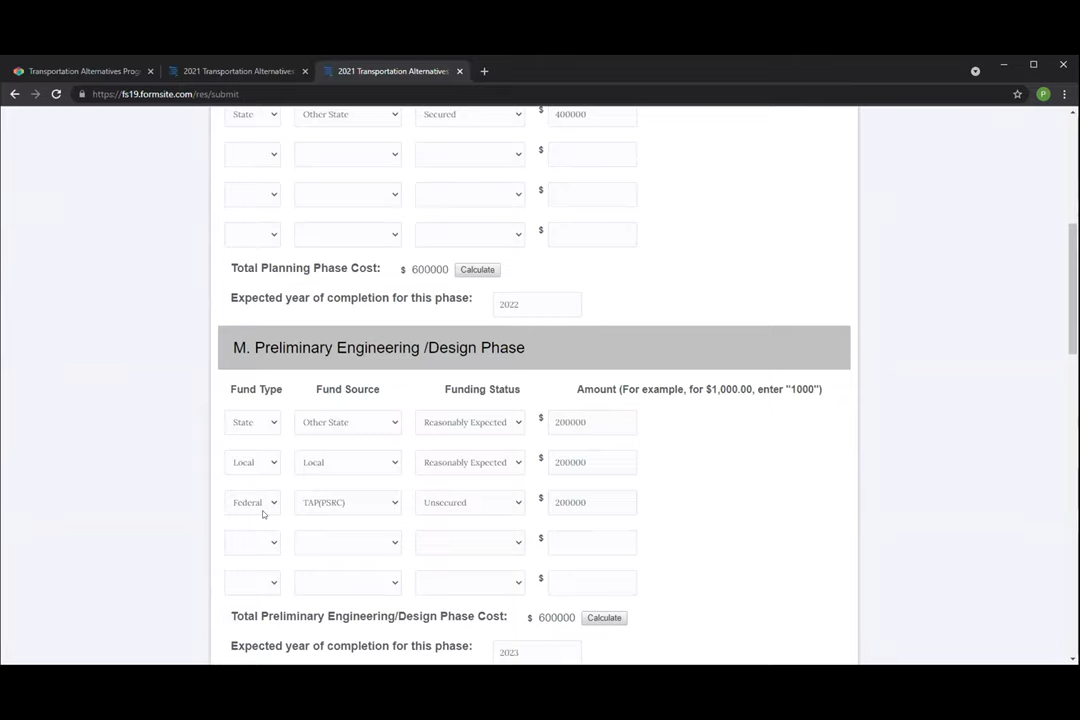 Transportation Alternatives Prog
2021 Transportation Alternatives
2021 Transportation Alternatives
https://fs19.formsite.com/res/submit
P
State Other State Secured $ 400000
$
$
$
Total Planning Phase Cost: $ 600000 Calculate
Expected year of completion for this phase: 2022
M. Preliminary Engineering /Design Phase
Fund Type Fund Source Funding Status Amount (For example, for $1,000.00, enter "1000")
State Other State Reasonably Expected $ 200000
Local Local Reasonably Expected $ 200000
Federal TAP(PSRC) Unsecured $ 200000
$
$
Total Preliminary Engineering/Design Phase Cost: $ 600000 Calculate
Expected year of completion for this phase: 2023